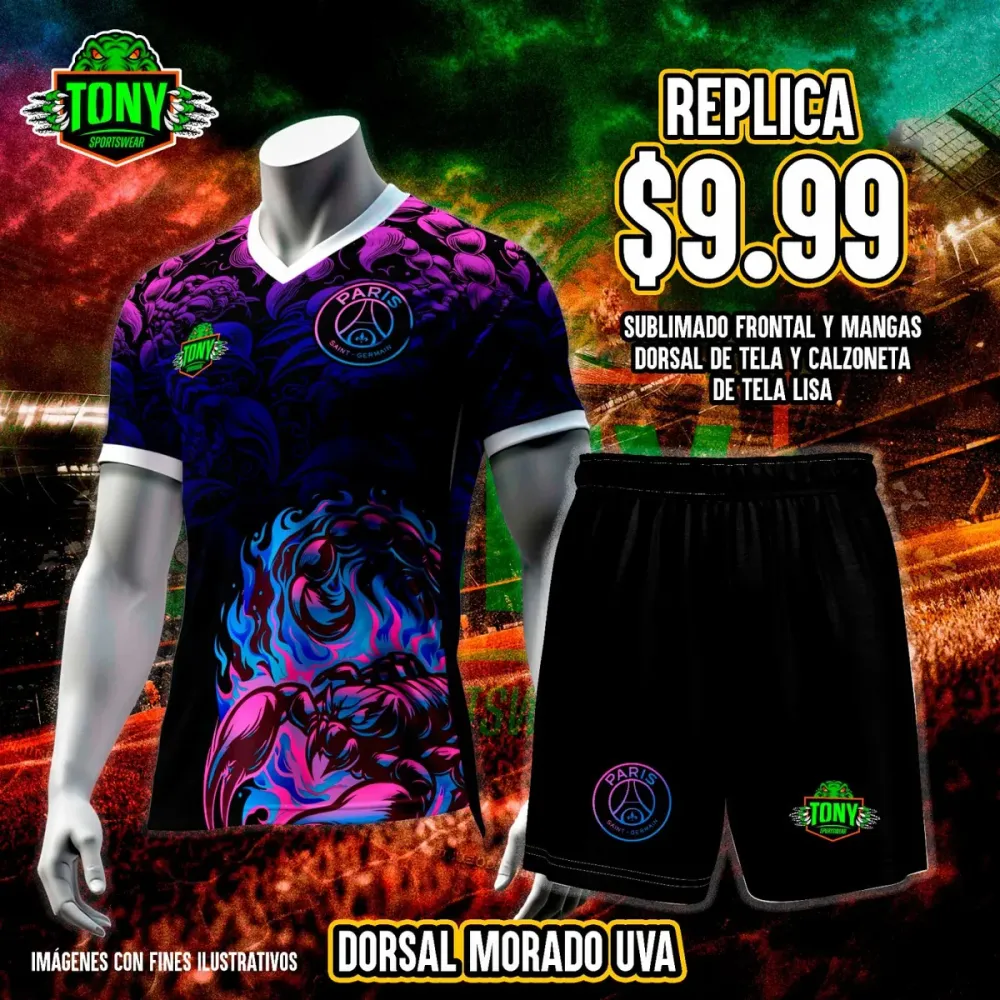 TONY
SPORTSWEAR
REPLICA
$9.99
SUBLIMADO FRONTAL Y MANGAS
DORSAL DE TELA Y CALZONETA
DE TELA LISA
PARIS
SAINT-GERMAIN
TONY
SPORTSWEAR
PARIS
SAINT-GERMAIN
TONY
SPORTSWEAR
IMÁGENES CON FINES ILUSTRATIVOS
DORSAL MORADO UVA